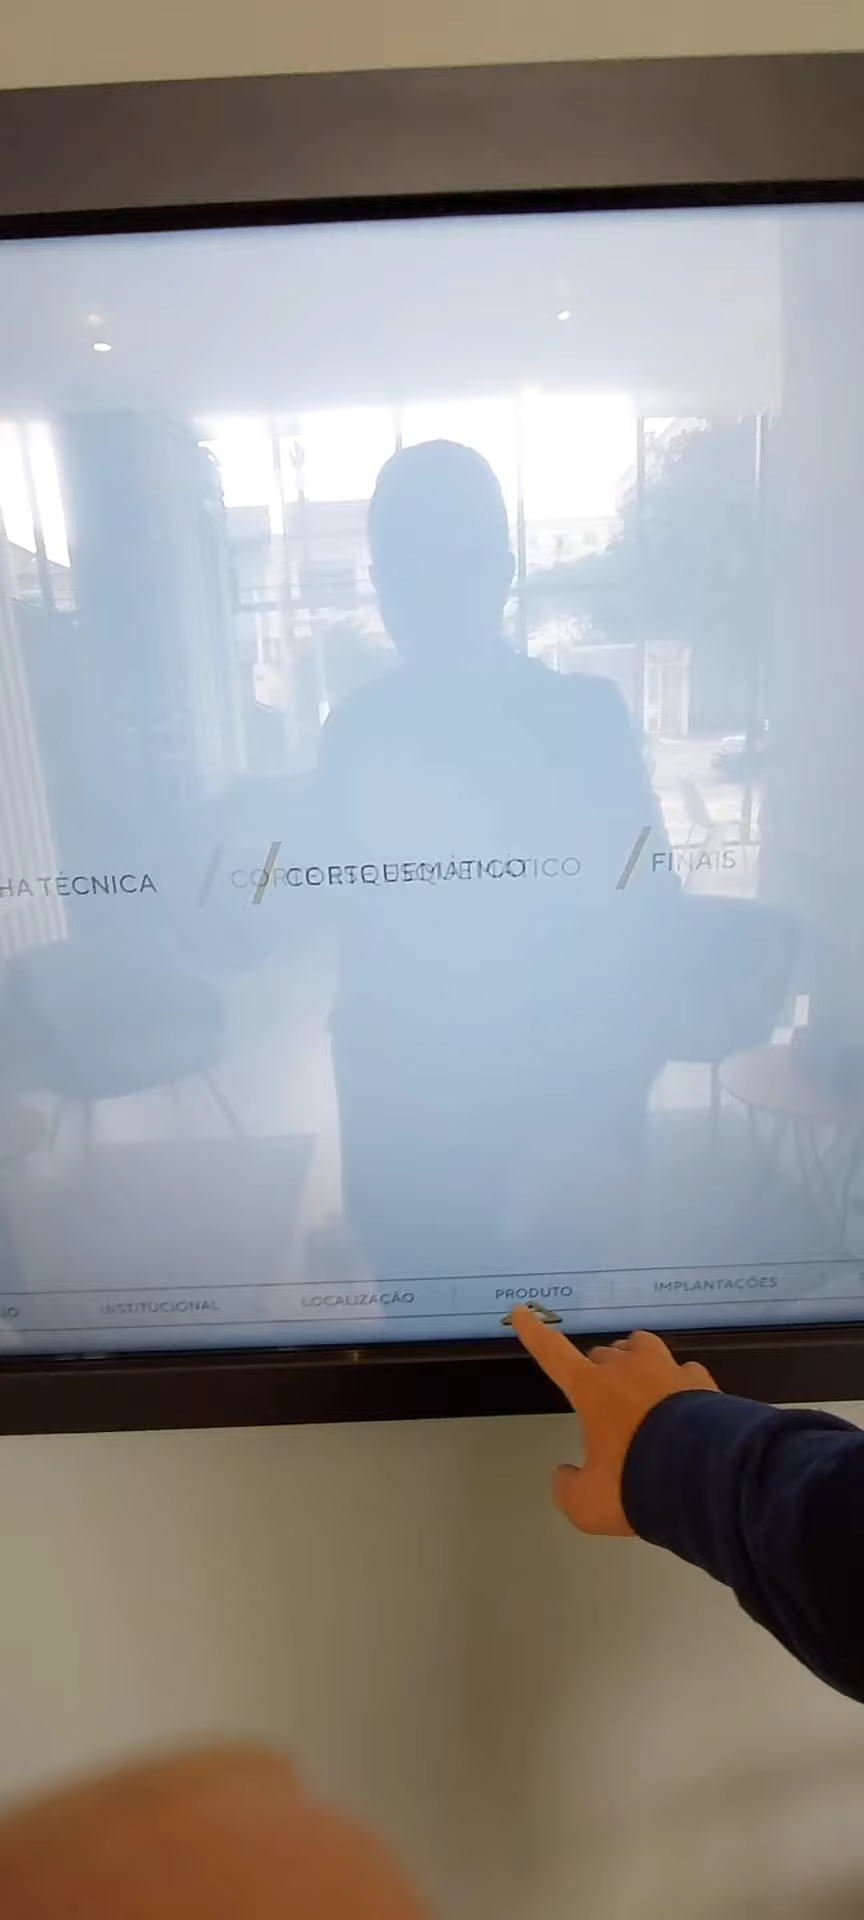 HA TÉCNICA / CORTE ESQUEMÁTICO / FINAIS
INSTITUCIONAL LOCALIZAÇÃO PRODUTO IMPLANTAÇÕES